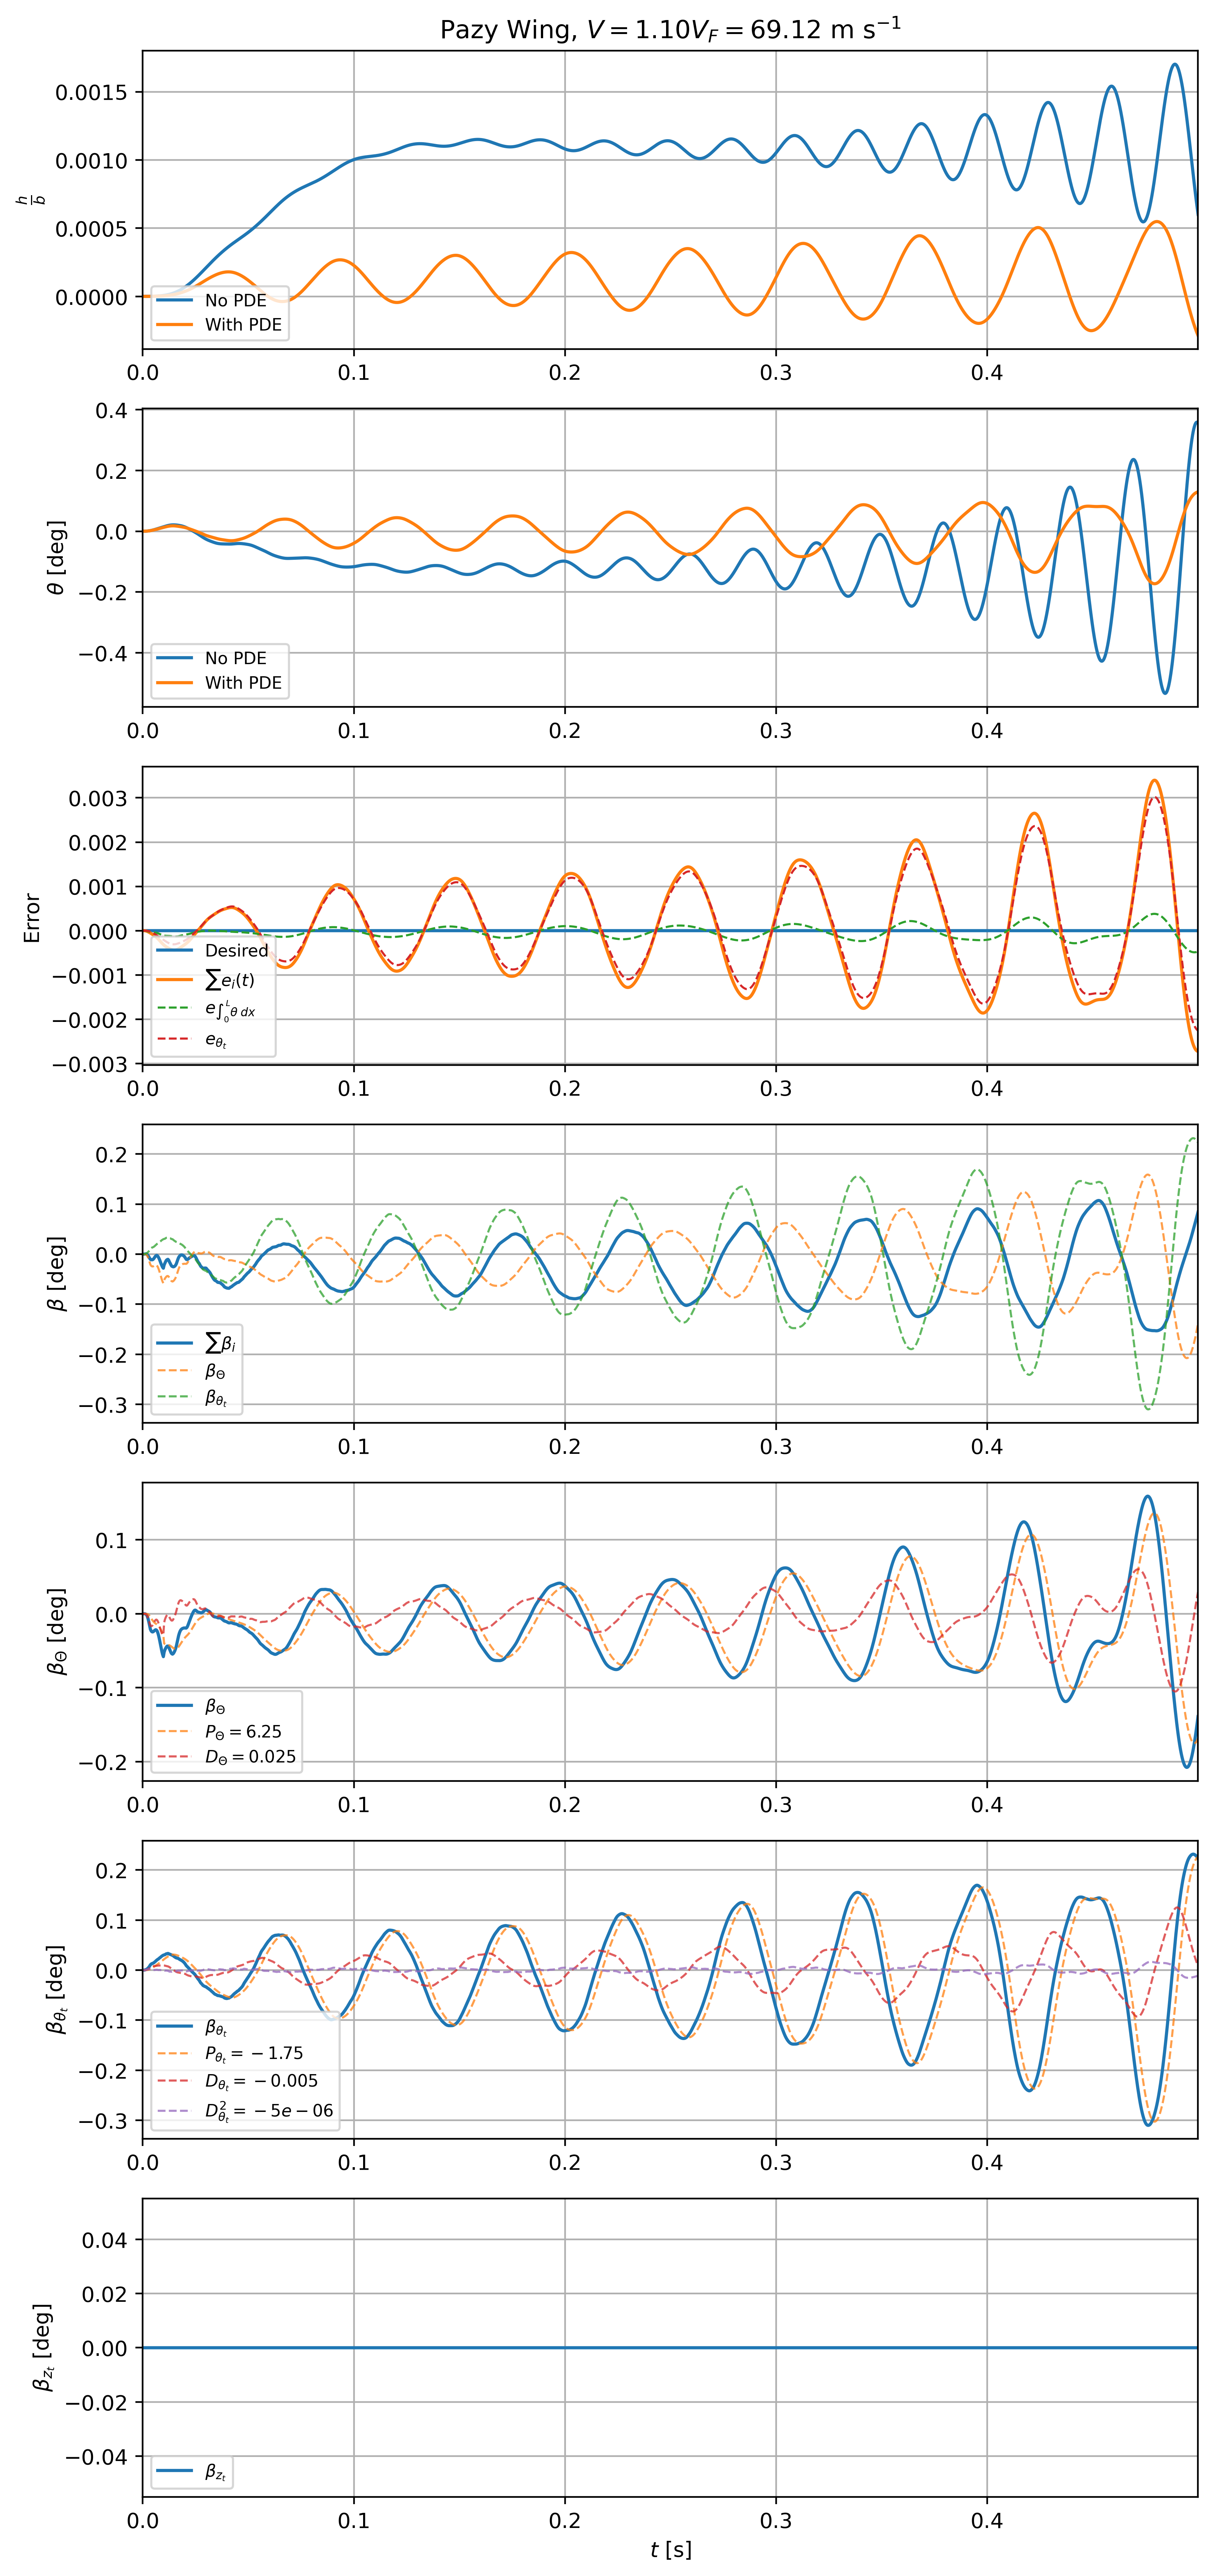 Pazy Wing, V = 1.10V_F = 69.12 m s⁻¹
0.0015
0.0010
0.0005
0.0000
h/b
No PDE
With PDE
0.0 0.1 0.2 0.3 0.4
0.4
0.2
0.0
−0.2
−0.4
θ [deg]
No PDE
With PDE
0.0 0.1 0.2 0.3 0.4
0.003
0.002
0.001
0.000
−0.001
−0.002
−0.003
Error
Desired
∑e_i(t)
e_{∫_0^L θ dx}
e_{θ_t}
0.0 0.1 0.2 0.3 0.4
0.2
0.1
0.0
−0.1
−0.2
−0.3
β [deg]
∑β_i
β_Θ
β_{θ_t}
0.0 0.1 0.2 0.3 0.4
0.1
0.0
−0.1
−0.2
β_Θ [deg]
β_Θ
P_Θ = 6.25
D_Θ = 0.025
0.0 0.1 0.2 0.3 0.4
0.2
0.1
0.0
−0.1
−0.2
−0.3
β_{θ_t} [deg]
β_{θ_t}
P_{θ_t} = −1.75
D_{θ_t} = −0.005
D²_{θ_t} = −5e−06
0.0 0.1 0.2 0.3 0.4
0.04
0.02
0.00
−0.02
−0.04
β_{z_t} [deg]
β_{z_t}
0.0 0.1 0.2 0.3 0.4
t [s]